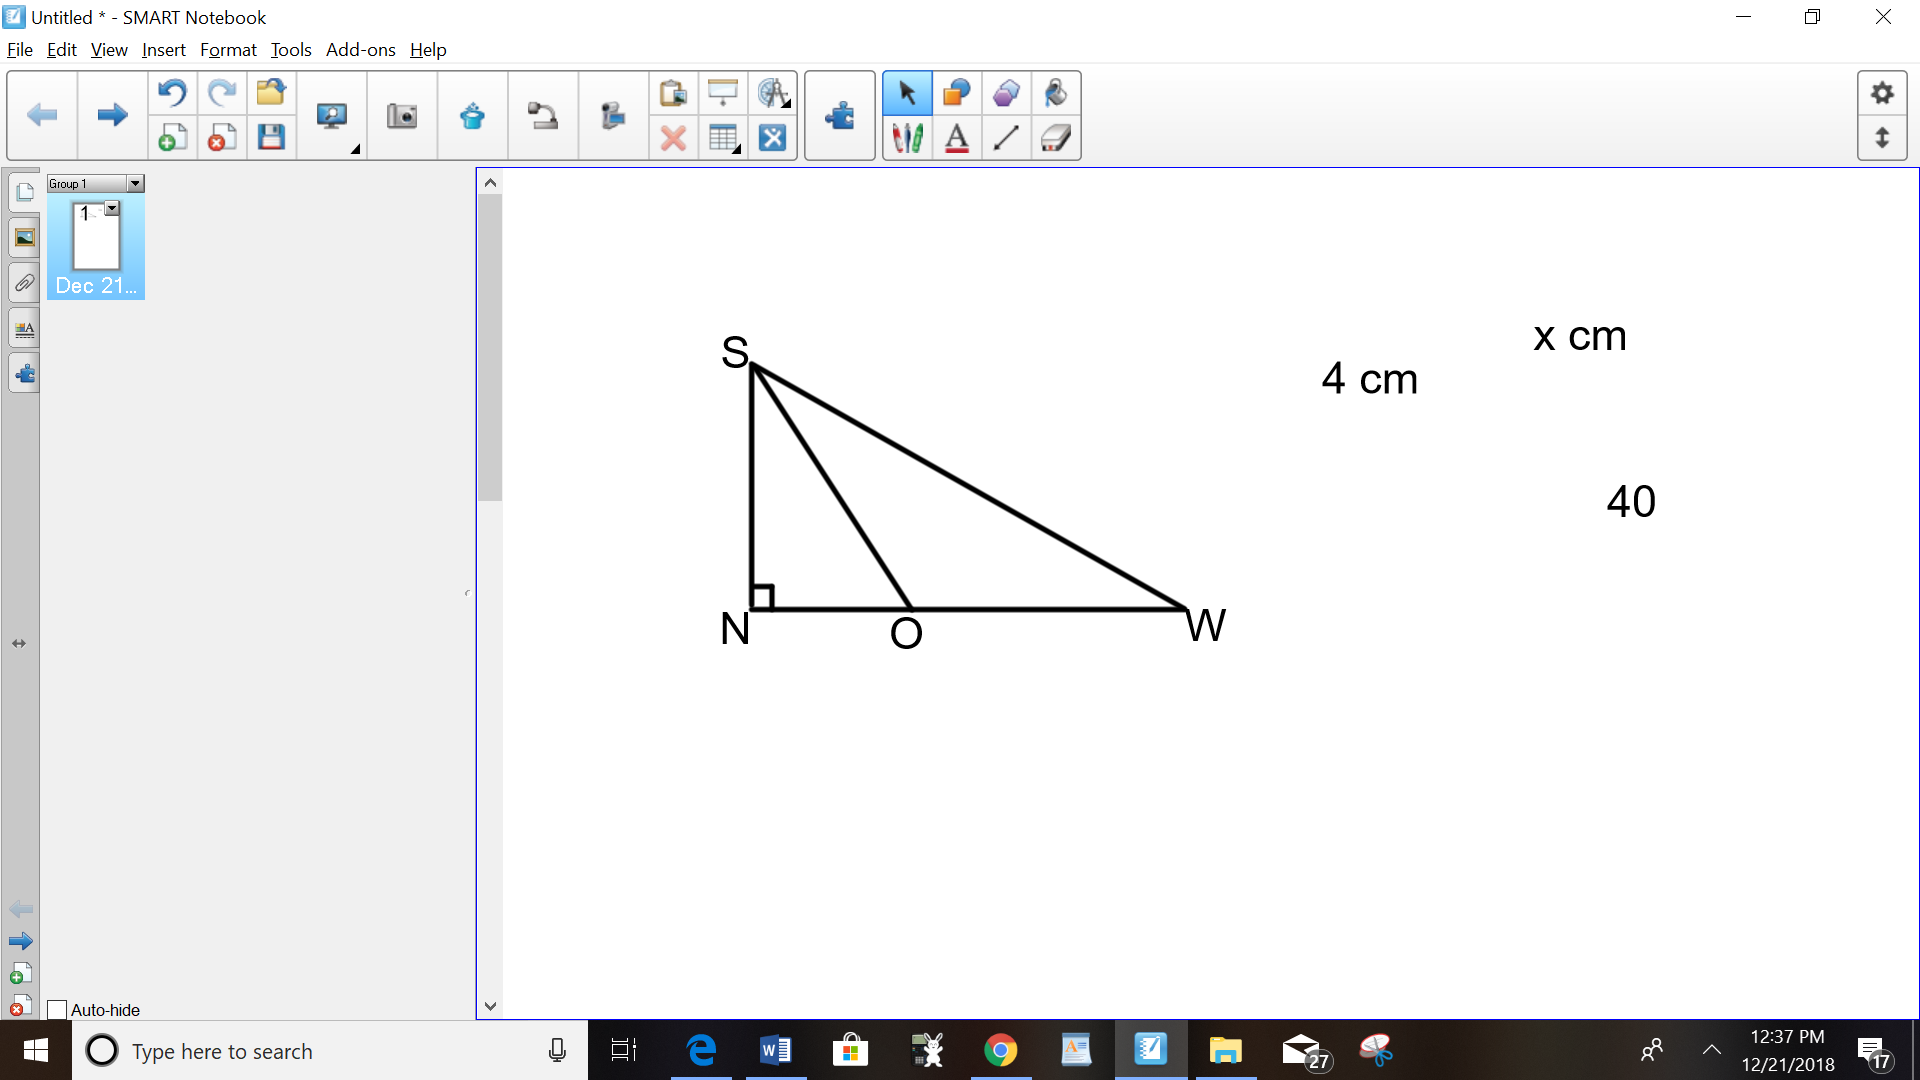 Untitled * - SMART Notebook
File Edit View Insert Format Tools Add-ons Help
Group 1
1
Dec 21...
S
x cm
4 cm
40
N
O
W
Auto-hide
Type here to search
27
12:37 PM
12/21/2018
17